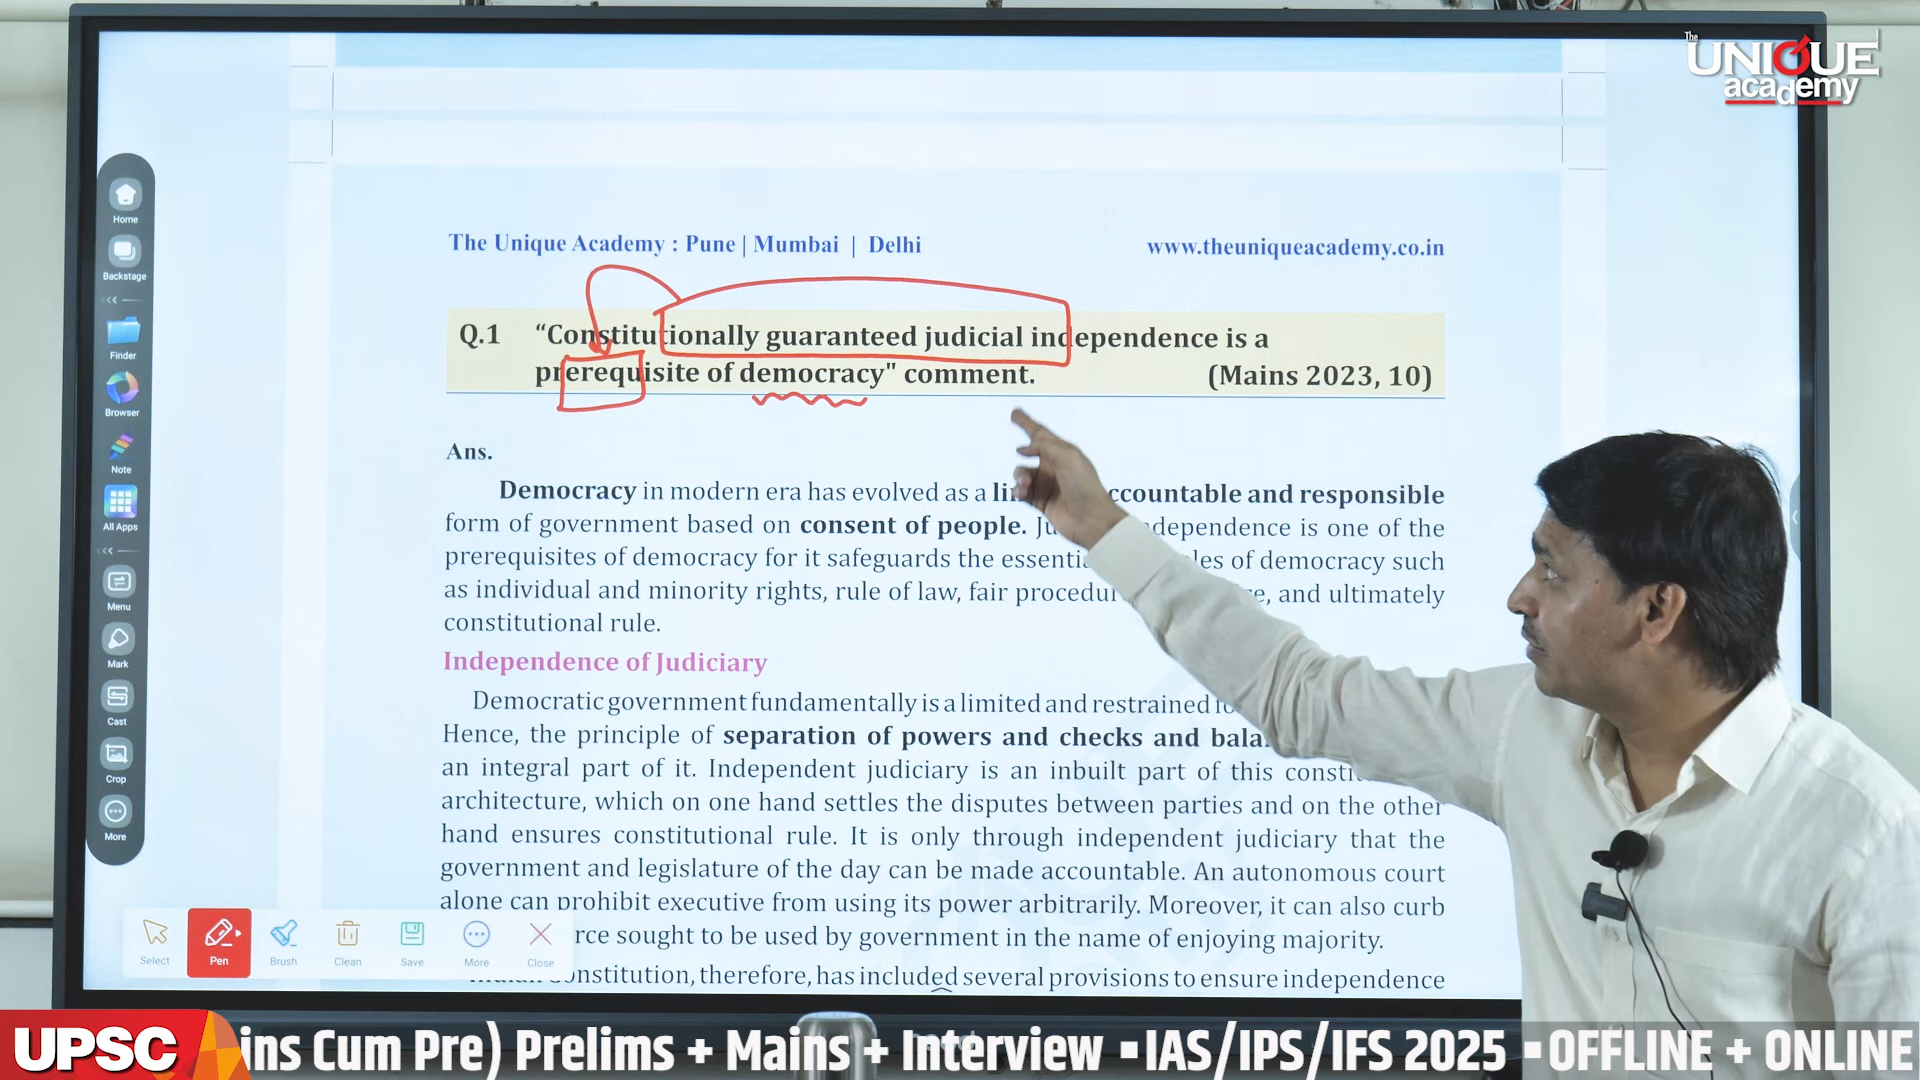 The
UNIQUE
academy
Home
Backstage
Finder
Browser
Note
All Apps
Menu
Mark
Cast
Crop
More
The Unique Academy : Pune | Mumbai | Delhi
www.theuniqueacademy.co.in
Q.1 “Constitutionally guaranteed judicial independence is a
prerequisite of democracy" comment. (Mains 2023, 10)
Ans.
Democracy in modern era has evolved as a ccountable and responsible
form of government based on consent of people. dependence is one of the
prerequisites of democracy for it safeguards the les of democracy such
as individual and minority rights, rule of law, fair and ultimately
constitutional rule.
Independence of Judiciary
Democratic government fundamentally is a limited and restrained
Hence, the principle of separation of powers and checks and
an integral part of it. Independent judiciary is an inbuilt part of this
architecture, which on one hand settles the disputes between parties and on the other
hand ensures constitutional rule. It is only through independent judiciary that the
government and legislature of the day can be made accountable. An autonomous court
alone can prohibit executive from using its power arbitrarily. Moreover, it can also curb
rce sought to be used by government in the name of enjoying majority.
onstitution, therefore, has included several provisions to ensure independence
Select
Pen
Brush
Clean
Save
More
Close
UPSC
ins Cum Pre) Prelims + Mains + Interview ▪IAS/IPS/IFS 2025 ▪OFFLINE + ONLINE